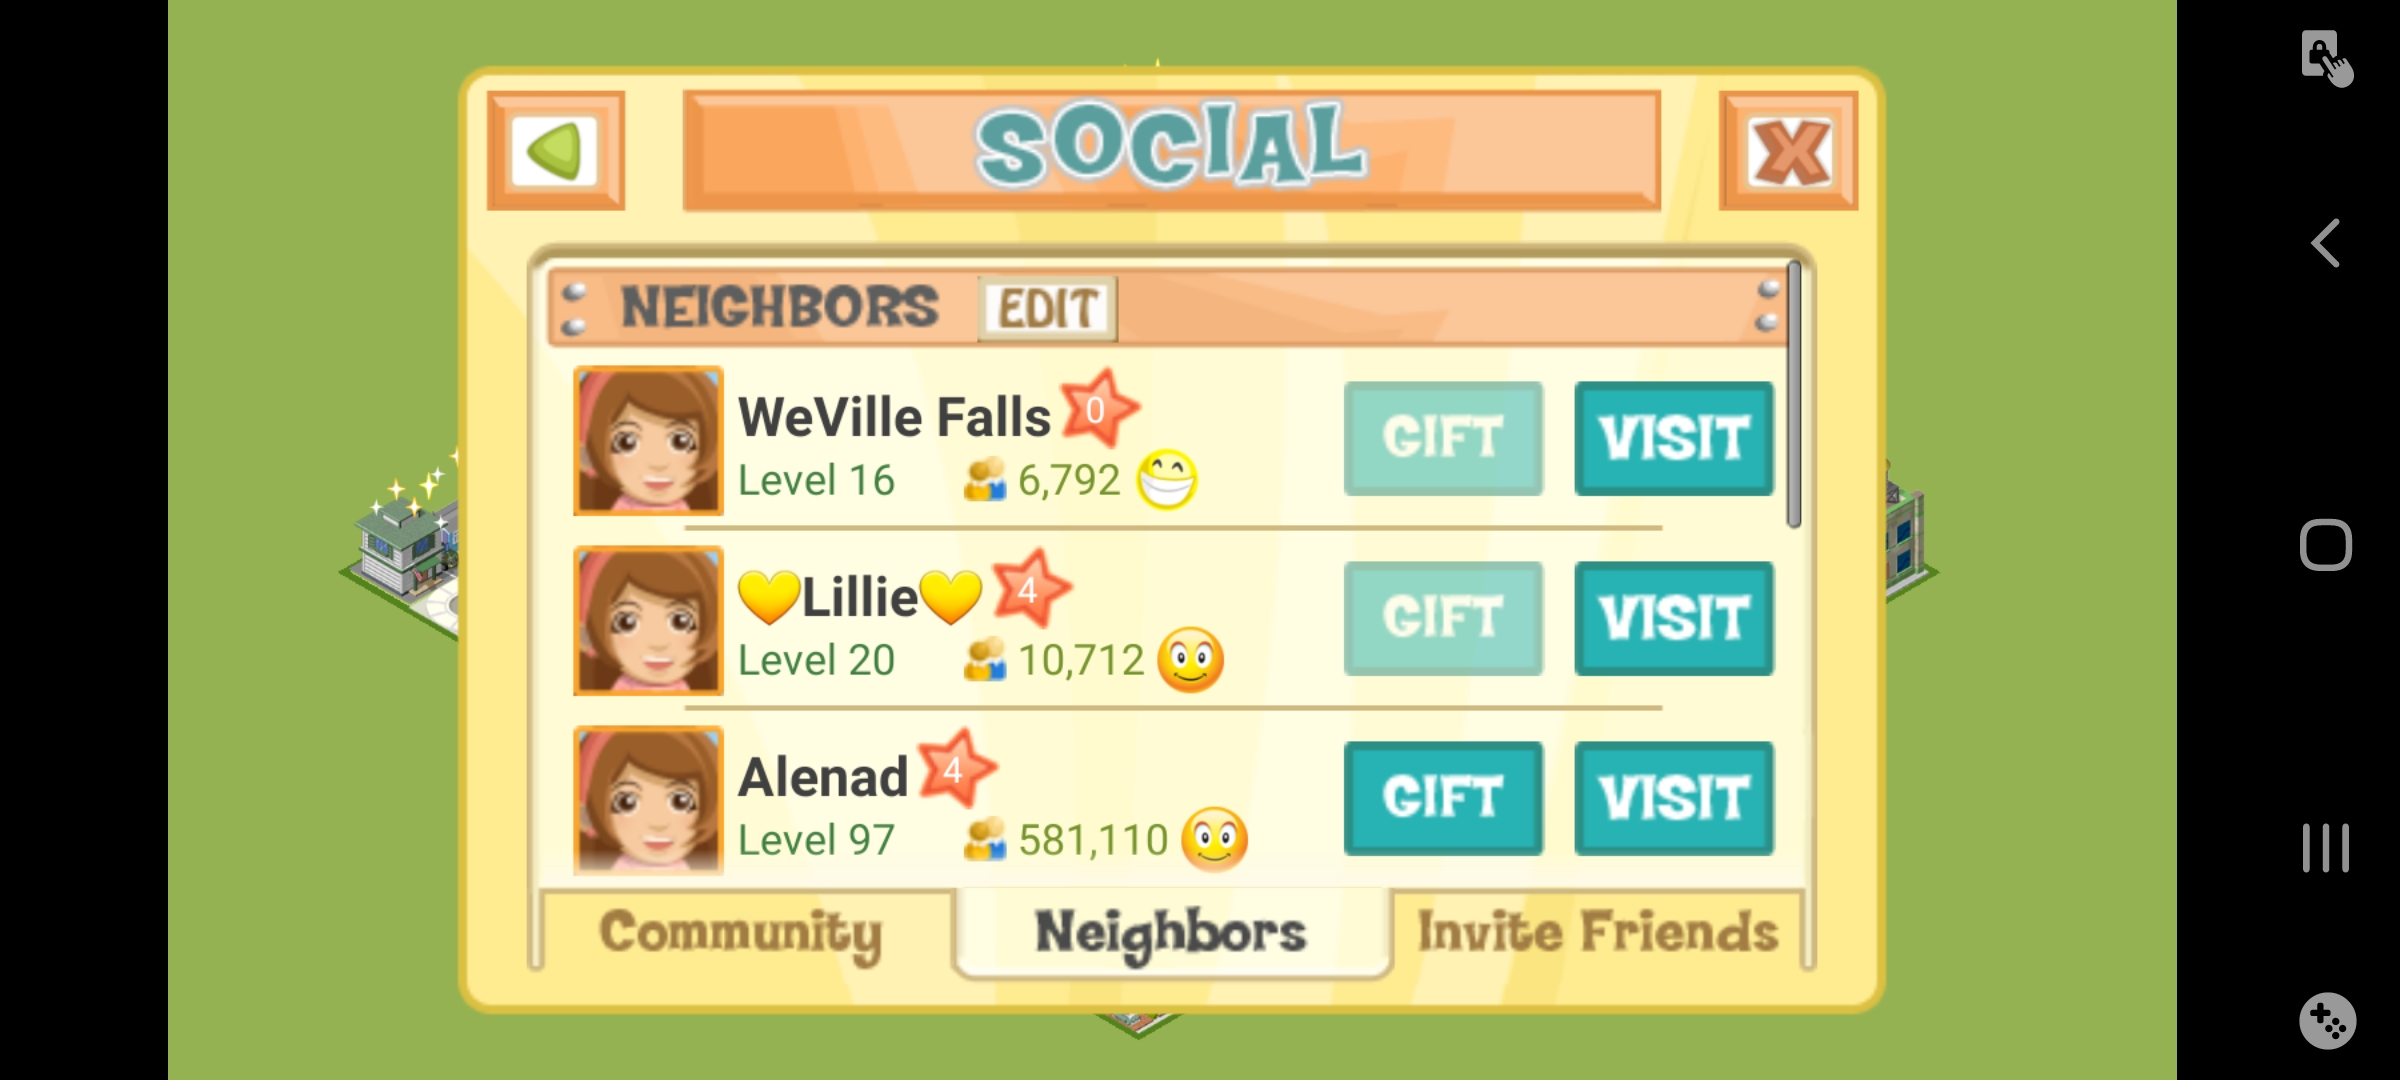 SOCIAL
NEIGHBORS EDIT
WeVille Falls 0
Level 16 6,792
GIFT VISIT
💛Lillie💛 4
Level 20 10,712
GIFT VISIT
Alenad 4
Level 97 581,110
GIFT VISIT
Community Neighbors Invite Friends